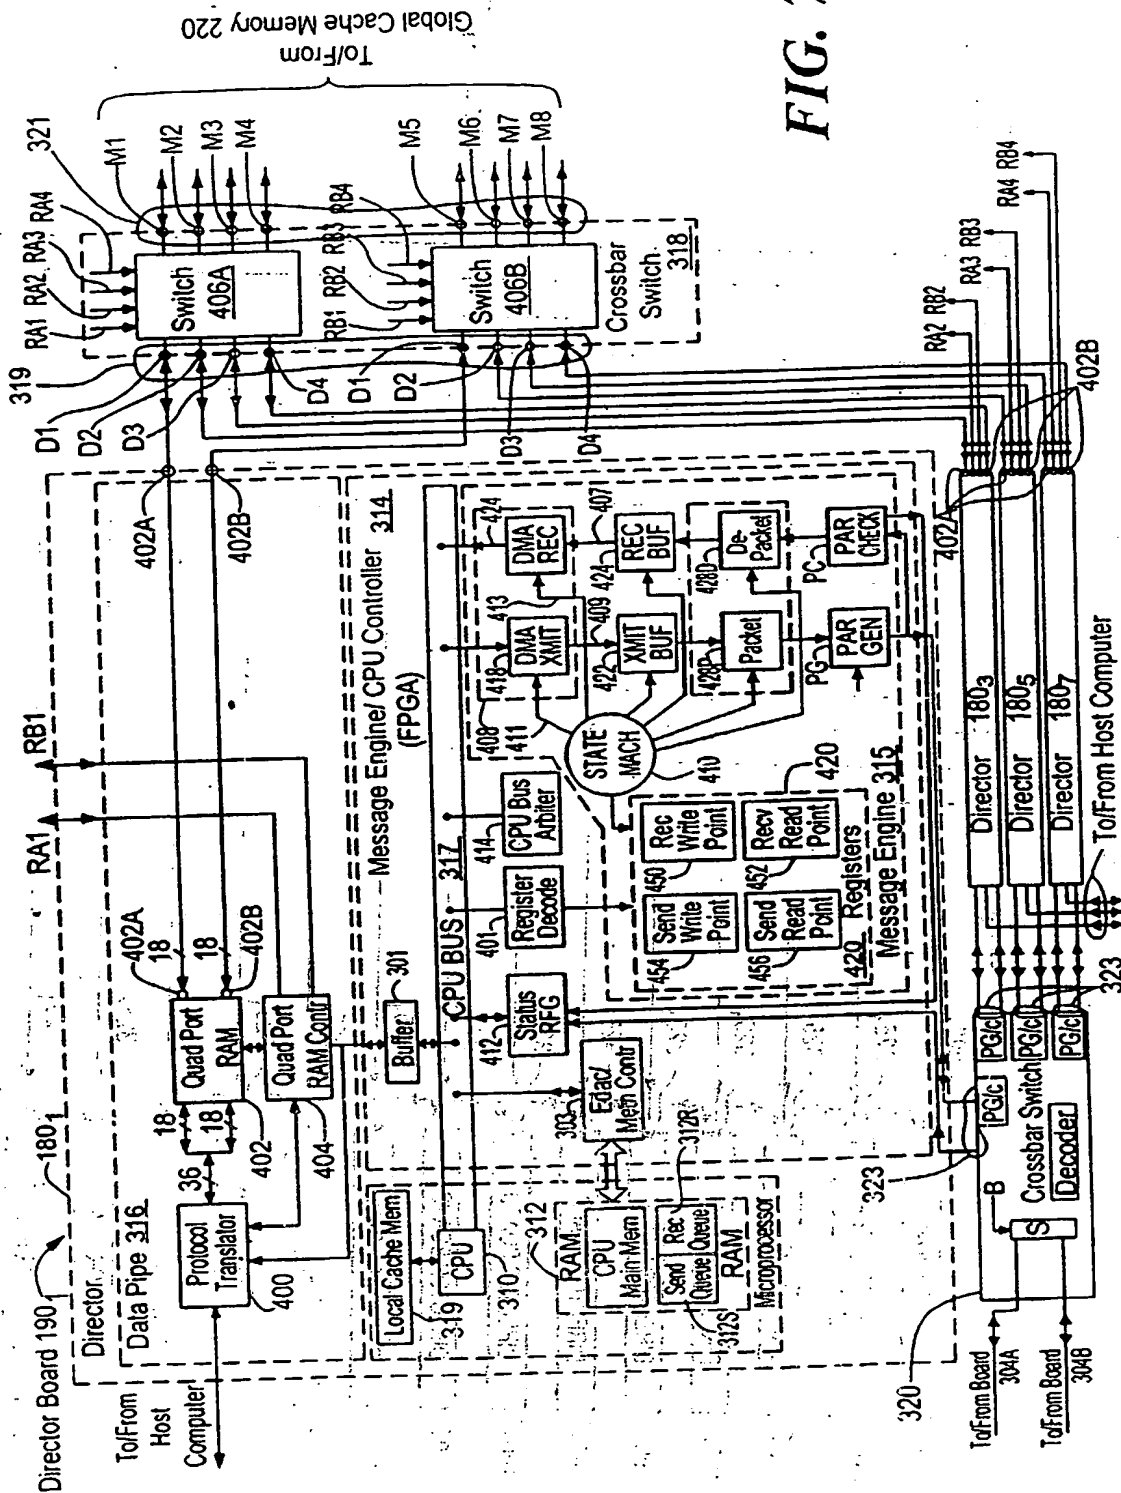 Director Board 190₁
180₁
RA1
RB1
319
D1
D2
D3
RA1
RA2
RA3
RA4
321
M1
M2
M3
M4
To/From
Global Cache Memory 220
Director
Data Pipe 316
To/From
Host
Computer
Protocol
Translator
400
36
18
18
Quad Port
RAM
402
402A
18
18
402B
Quad Port
RAM Contr
404
402A
402B
Switch
406A
D4
D1
D2
RB1
RB2
RB3
RB4
M5
M6
M7
M8
Switch
406B
D3
D4
Crossbar
Switch
318
Local Cache Mem
319
CPU
310
Buffer
301
Message Engine/ CPU Controller
(FPGA)
314
CPU BUS
317
312
RAM
CPU
Main Mem
Send
Queue
Rec
Queue
312S
312R
RAM
Microprocessor
303
Edac/
Mem Contr
412
Status
RFG
401
Register
Decode
414
CPU Bus
Arbiter
408
411
418
DMA
XMIT
413
DMA
REC
424
409
407
422
XMIT
BUF
424
REC
BUF
STATE
MACH
410
428P
Packet
428D
De-
Packet
PG
PAR
GEN
PC
PAR
CHECK
454
Send
Write
Point
450
Rec
Write
Point
456
Send
Read
Point
452
Recv
Read
Point
420
Registers
420
Message Engine 315
320
To/From Board
304A
To/From Board
304B
S
B
323
PG/c
Crossbar Switch
Decoder
PG/c
PG/c
PG/c
323
To/From Host Computer
Director 180₃
Director 180₅
Director 180₇
402A
402B
RA2
RB2
RA3
RB3
RA4
RB4
FIG. 7